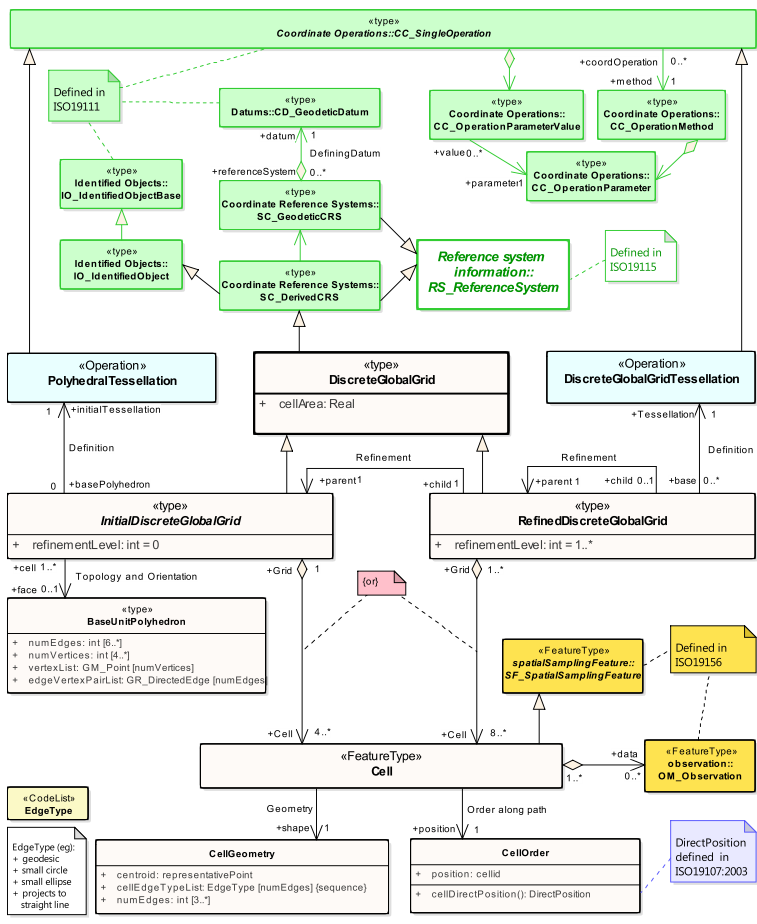 «type»
Coordinate Operations::CC_SingleOperation
+coordOperation
0..*
+method
1
Defined in
ISO19111
«type»
Datums::CD_GeodeticDatum
«type»
Coordinate Operations::
CC_OperationParameterValue
«type»
Coordinate Operations::
CC_OperationMethod
+datum
1
DefiningDatum
+referenceSystem
0..*
+value
0..*
+parameter
1
«type»
Coordinate Operations::
CC_OperationParameter
«type»
Identified Objects::
IO_IdentifiedObjectBase
«type»
Coordinate Reference Systems::
SC_GeodeticCRS
«type»
Identified Objects::
IO_IdentifiedObject
«type»
Coordinate Reference Systems::
SC_DerivedCRS
Reference system
information::
RS_ReferenceSystem
Defined in
ISO19115
«Operation»
PolyhedralTessellation
«type»
DiscreteGlobalGrid
+ cellArea: Real
«Operation»
DiscreteGlobalGridTessellation
1
+initialTessellation
Definition
0
+basePolyhedron
Refinement
+parent
1
+child
1
Refinement
+parent
1
+child
0..1
+Tessellation
1
Definition
+base
0..*
«type»
InitialDiscreteGlobalGrid
+ refinementLevel: int = 0
«type»
RefinedDiscreteGlobalGrid
+ refinementLevel: int = 1..*
+cell
1..*
Topology and Orientation
+face
0..1
+Grid
1
{or}
+Grid
1..*
«type»
BaseUnitPolyhedron
+ numEdges: int [6..*]
+ numVertices: int [4..*]
+ vertexList: GM_Point [numVertices]
+ edgeVertexPairList: GR_DirectedEdge [numEdges]
«FeatureType»
spatialSamplingFeature::
SF_SpatialSamplingFeature
Defined in
ISO19156
+Cell
4..*
+Cell
8..*
«FeatureType»
Cell
+data
1..*
0..*
«FeatureType»
observation::
OM_Observation
«CodeList»
EdgeType
Geometry
+shape
1
Order along path
+position
1
EdgeType (eg):
+ geodesic
+ small circle
+ small ellipse
+ projects to
straight line
CellGeometry
+ centroid: representativePoint
+ cellEdgeTypeList: EdgeType [numEdges] {sequence}
+ numEdges: int [3..*]
CellOrder
+ position: cellid
+ cellDirectPosition(): DirectPosition
DirectPosition
defined in
ISO19107:2003